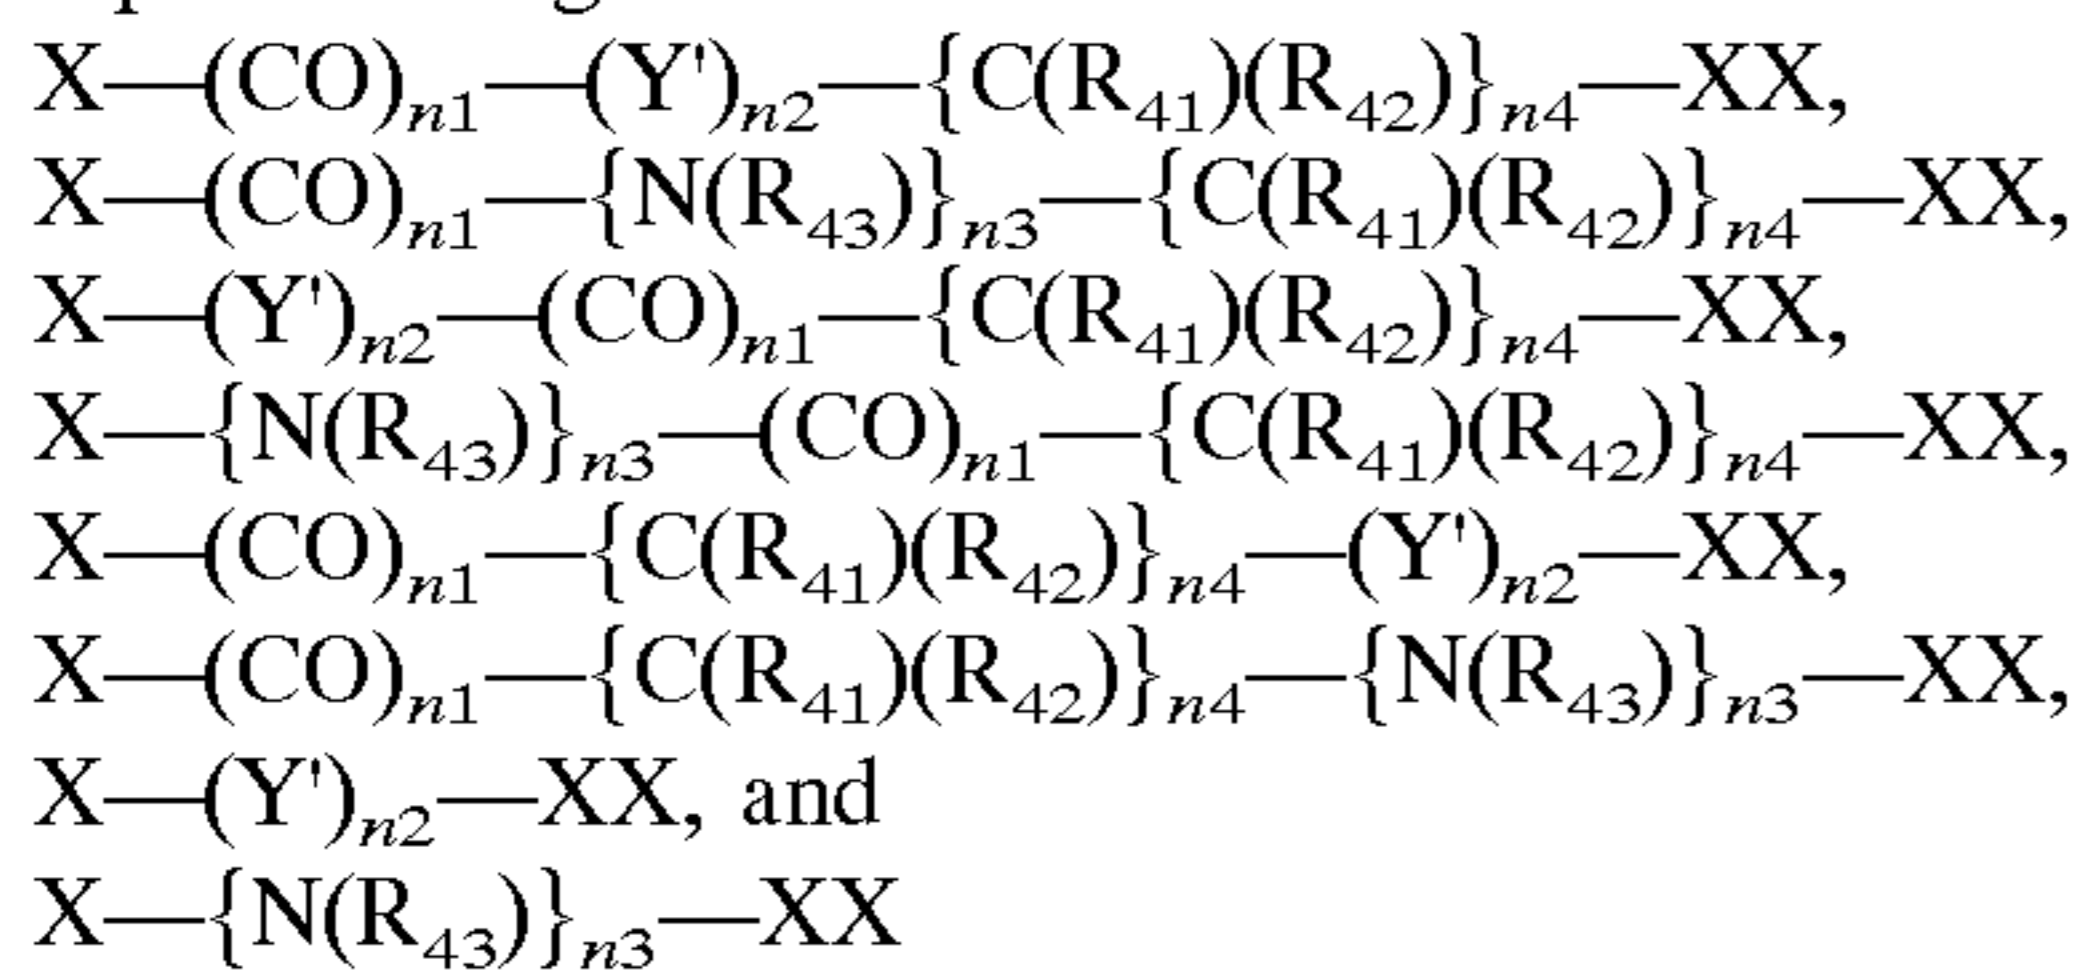 X—(CO)n1—(Y')n2—{C(R41)(R42)}n4—XX,
X—(CO)n1—{N(R43)}n3—{C(R41)(R42)}n4—XX,
X—(Y')n2—(CO)n1—{C(R41)(R42)}n4—XX,
X—{N(R43)}n3—(CO)n1—{C(R41)(R42)}n4—XX,
X—(CO)n1—{C(R41)(R42)}n4—(Y')n2—XX,
X—(CO)n1—{C(R41)(R42)}n4—{N(R43)}n3—XX,
X—(Y')n2—XX, and
X—{N(R43)}n3—XX